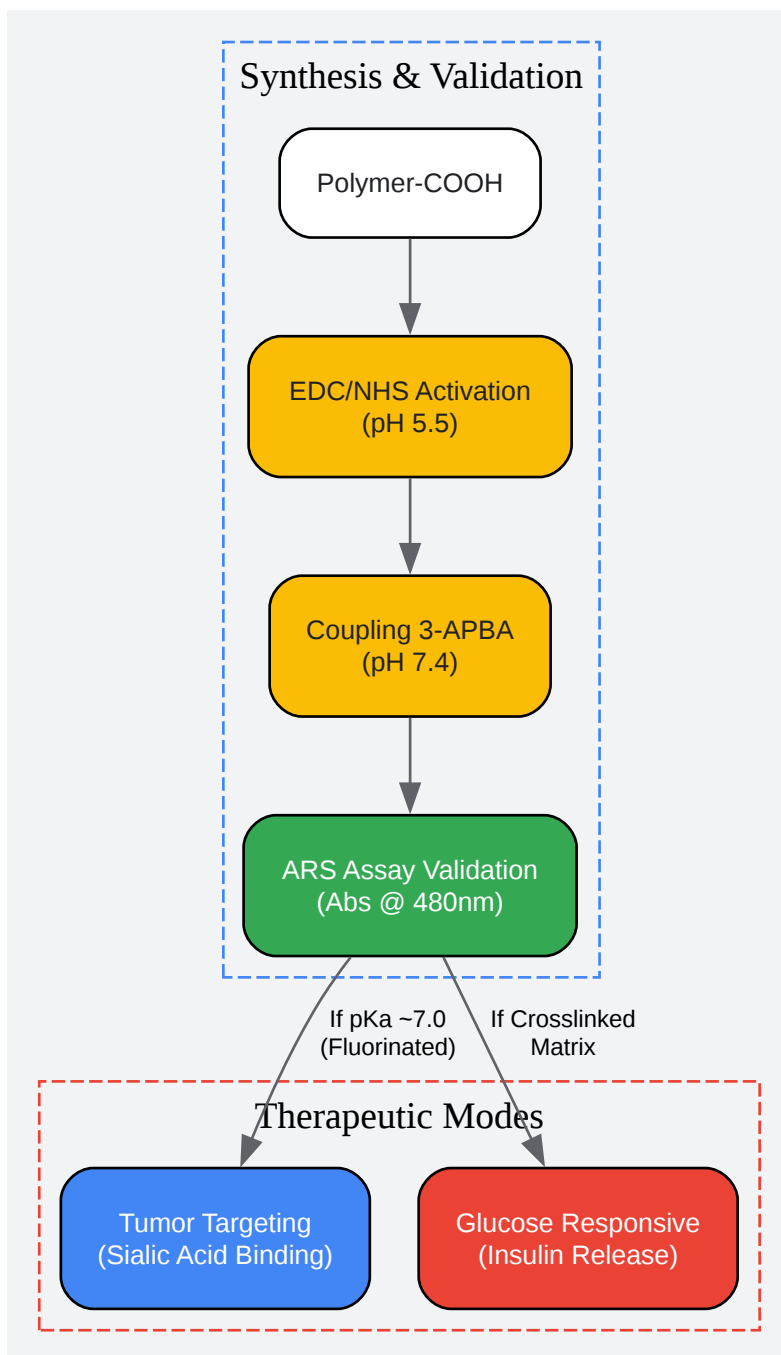 Synthesis & Validation
Polymer-COOH
EDC/NHS Activation
(pH 5.5)
Coupling 3-APBA
(pH 7.4)
ARS Assay Validation
(Abs @ 480nm)
If pKa ~7.0
(Fluorinated)
If Crosslinked
Matrix
Therapeutic Modes
Tumor Targeting
(Sialic Acid Binding)
Glucose Responsive
(Insulin Release)